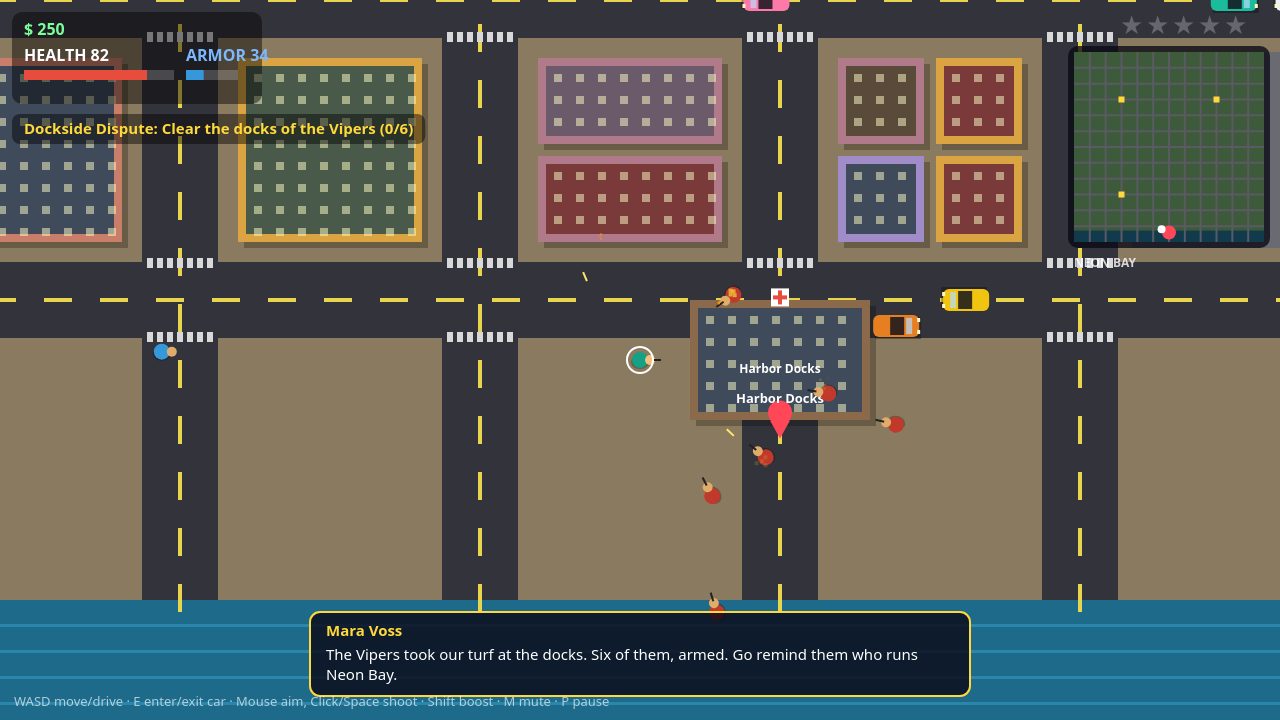 $ 250
HEALTH 82
ARMOR 34
Dockside Dispute: Clear the docks of the Vipers (0/6)
NEON BAY
Harbor Docks
Harbor Docks
Mara Voss
The Vipers took our turf at the docks. Six of them, armed. Go remind them who runs
Neon Bay.
WASD move/drive · E enter/exit car · Mouse aim, Click/Space shoot · Shift boost · M mute · P pause